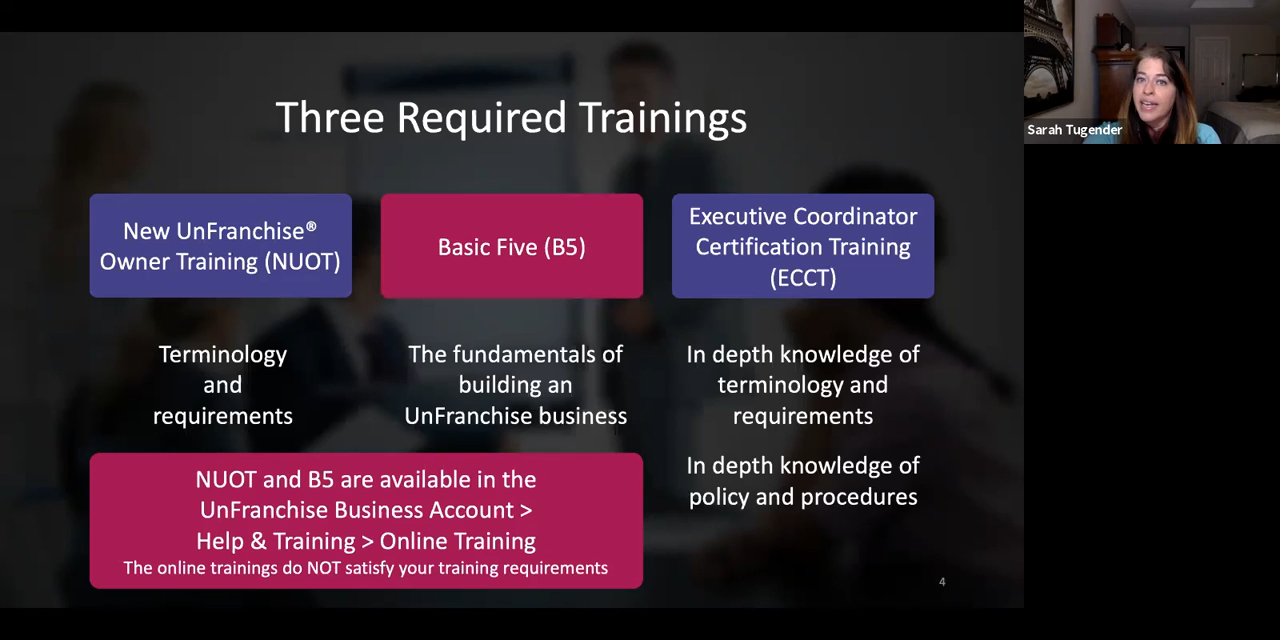 Three Required Trainings
New UnFranchise®
Owner Training (NUOT)
Basic Five (B5)
Executive Coordinator
Certification Training
(ECCT)
Terminology
and
requirements
The fundamentals of
building an
UnFranchise business
In depth knowledge of
terminology and
requirements
In depth knowledge of
policy and procedures
NUOT and B5 are available in the
UnFranchise Business Account >
Help & Training > Online Training
The online trainings do NOT satisfy your training requirements
4
Sarah Tugender